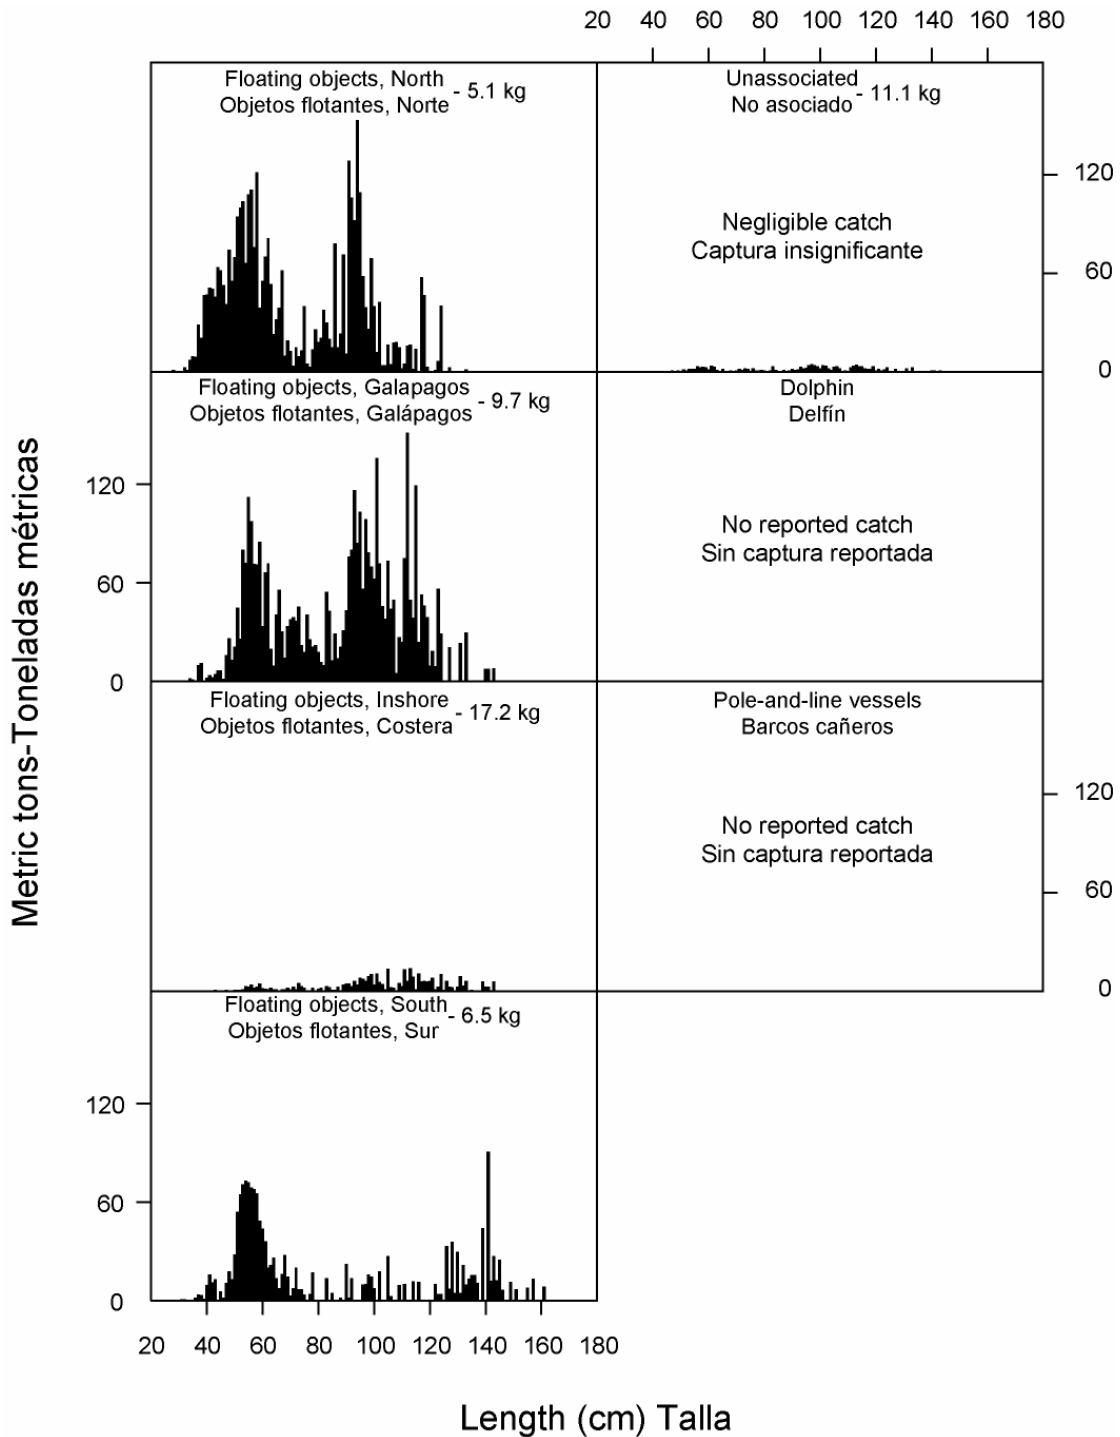 20 40 60 80 100 120 140 160 180
Floating objects, North
Objetos flotantes, Norte
- 5.1 kg
Unassociated
No asociado
- 11.1 kg
Negligible catch
Captura insignificante
120
60
0
Floating objects, Galapagos
Objetos flotantes, Galápagos
- 9.7 kg
Dolphin
Delfín
No reported catch
Sin captura reportada
120
60
0
Floating objects, Inshore
Objetos flotantes, Costera
- 17.2 kg
Pole-and-line vessels
Barcos cañeros
No reported catch
Sin captura reportada
120
60
0
Floating objects, South
Objetos flotantes, Sur
- 6.5 kg
120
60
0
20 40 60 80 100 120 140 160 180
Metric tons-Toneladas métricas
Length (cm) Talla